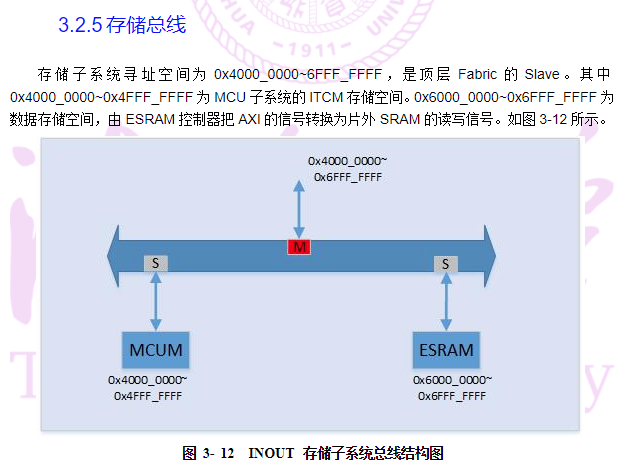 3.2.5 存储总线
存储子系统寻址空间为 0x4000_0000~6FFF_FFFF，是顶层 Fabric 的 Slave。其中
0x4000_0000~0x4FFF_FFFF 为 MCU 子系统的 ITCM 存储空间。0x6000_0000~0x6FFF_FFFF 为
数据存储空间，由 ESRAM 控制器把 AXI 的信号转换为片外 SRAM 的读写信号。如图 3-12 所示。
0x4000_0000~
0x6FFF_FFFF
M
S
S
MCUM
ESRAM
0x4000_0000~
0x4FFF_FFFF
0x6000_0000~
0x6FFF_FFFF
图 3- 12 INOUT 存储子系统总线结构图
-1911-